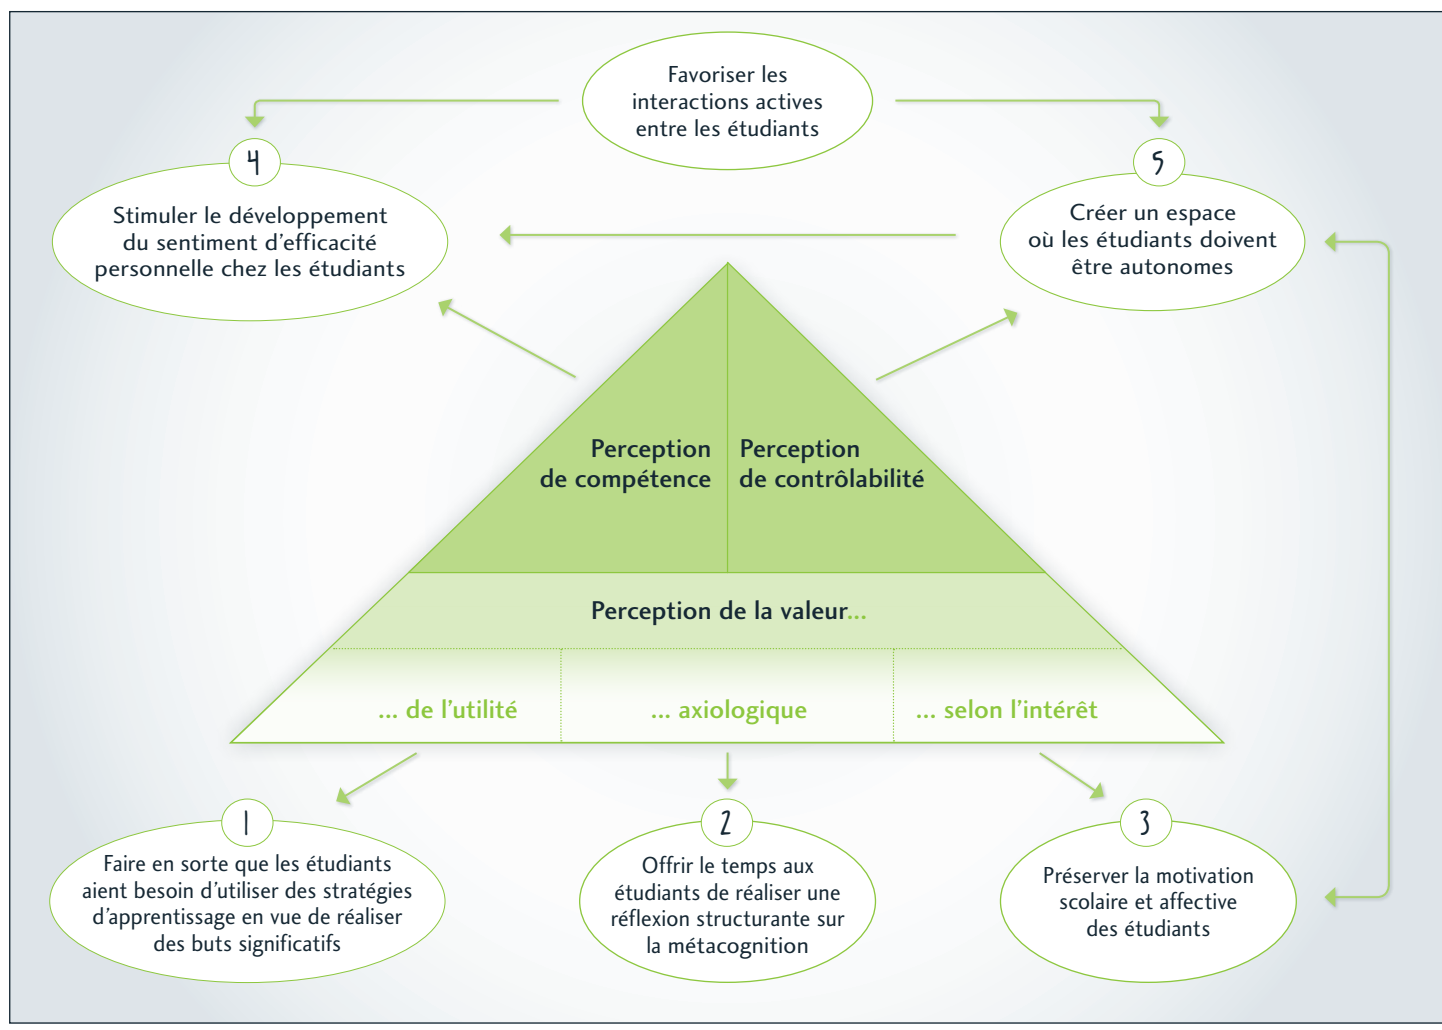 Favoriser les
interactions actives
entre les étudiants
4
Stimuler le développement
du sentiment d'efficacité
personnelle chez les étudiants
5
Créer un espace
où les étudiants doivent
être autonomes
Perception
de compétence
Perception
de contrôlabilité
Perception de la valeur...
... de l'utilité
... axiologique
... selon l'intérêt
1
Faire en sorte que les étudiants
aient besoin d'utiliser des stratégies
d'apprentissage en vue de réaliser
des buts significatifs
2
Offrir le temps aux
étudiants de réaliser une
réflexion structurante sur
la métacognition
3
Préserver la motivation
scolaire et affective
des étudiants